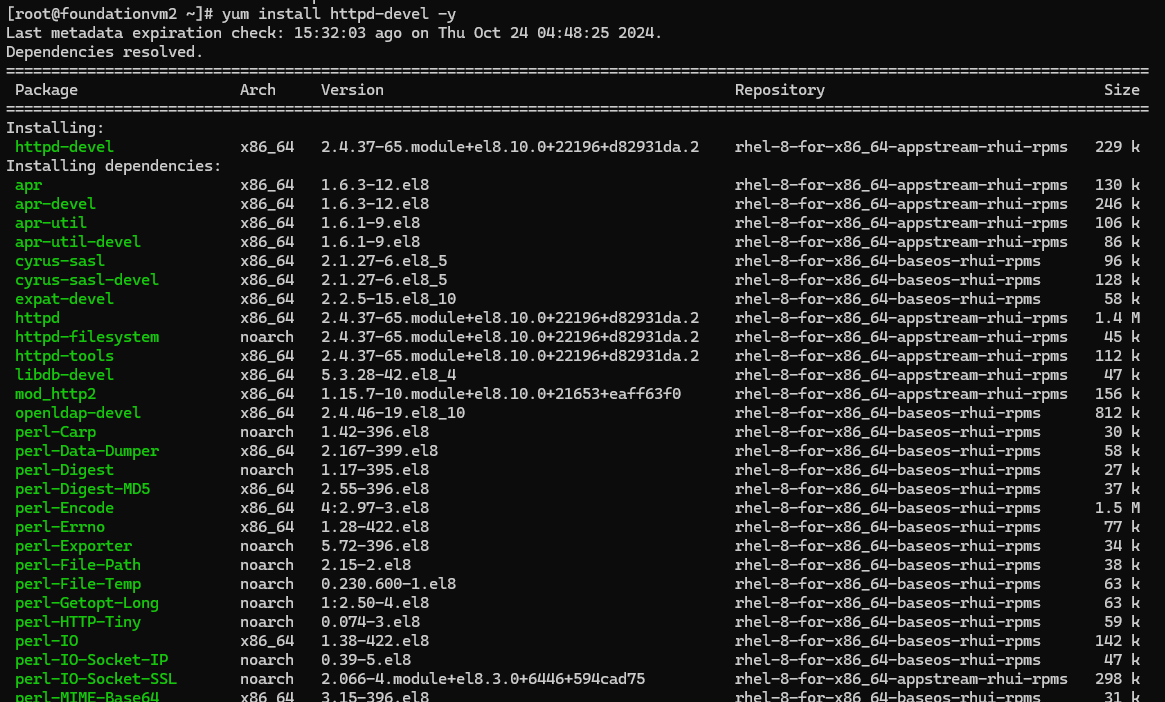 [root@foundationvm2 ~]# yum install httpd-devel -y
Last metadata expiration check: 15:32:03 ago on Thu Oct 24 04:48:25 2024.
Dependencies resolved.
================================================================================================================================
Package Arch Version Repository Size
================================================================================================================================
Installing:
httpd-devel x86_64 2.4.37-65.module+el8.10.0+22196+d82931da.2 rhel-8-for-x86_64-appstream-rhui-rpms 229 k
Installing dependencies:
apr x86_64 1.6.3-12.el8 rhel-8-for-x86_64-appstream-rhui-rpms 130 k
apr-devel x86_64 1.6.3-12.el8 rhel-8-for-x86_64-appstream-rhui-rpms 246 k
apr-util x86_64 1.6.1-9.el8 rhel-8-for-x86_64-appstream-rhui-rpms 106 k
apr-util-devel x86_64 1.6.1-9.el8 rhel-8-for-x86_64-appstream-rhui-rpms 86 k
cyrus-sasl x86_64 2.1.27-6.el8_5 rhel-8-for-x86_64-baseos-rhui-rpms 96 k
cyrus-sasl-devel x86_64 2.1.27-6.el8_5 rhel-8-for-x86_64-baseos-rhui-rpms 128 k
expat-devel x86_64 2.2.5-15.el8_10 rhel-8-for-x86_64-baseos-rhui-rpms 58 k
httpd x86_64 2.4.37-65.module+el8.10.0+22196+d82931da.2 rhel-8-for-x86_64-appstream-rhui-rpms 1.4 M
httpd-filesystem noarch 2.4.37-65.module+el8.10.0+22196+d82931da.2 rhel-8-for-x86_64-appstream-rhui-rpms 45 k
httpd-tools x86_64 2.4.37-65.module+el8.10.0+22196+d82931da.2 rhel-8-for-x86_64-appstream-rhui-rpms 112 k
libdb-devel x86_64 5.3.28-42.el8_4 rhel-8-for-x86_64-appstream-rhui-rpms 47 k
mod_http2 x86_64 1.15.7-10.module+el8.10.0+21653+eaff63f0 rhel-8-for-x86_64-appstream-rhui-rpms 156 k
openldap-devel x86_64 2.4.46-19.el8_10 rhel-8-for-x86_64-baseos-rhui-rpms 812 k
perl-Carp noarch 1.42-396.el8 rhel-8-for-x86_64-baseos-rhui-rpms 30 k
perl-Data-Dumper x86_64 2.167-399.el8 rhel-8-for-x86_64-baseos-rhui-rpms 58 k
perl-Digest noarch 1.17-395.el8 rhel-8-for-x86_64-appstream-rhui-rpms 27 k
perl-Digest-MD5 x86_64 2.55-396.el8 rhel-8-for-x86_64-appstream-rhui-rpms 37 k
perl-Encode x86_64 4:2.97-3.el8 rhel-8-for-x86_64-baseos-rhui-rpms 1.5 M
perl-Errno x86_64 1.28-422.el8 rhel-8-for-x86_64-baseos-rhui-rpms 77 k
perl-Exporter noarch 5.72-396.el8 rhel-8-for-x86_64-baseos-rhui-rpms 34 k
perl-File-Path noarch 2.15-2.el8 rhel-8-for-x86_64-baseos-rhui-rpms 38 k
perl-File-Temp noarch 0.230.600-1.el8 rhel-8-for-x86_64-baseos-rhui-rpms 63 k
perl-Getopt-Long noarch 1:2.50-4.el8 rhel-8-for-x86_64-baseos-rhui-rpms 63 k
perl-HTTP-Tiny noarch 0.074-3.el8 rhel-8-for-x86_64-baseos-rhui-rpms 59 k
perl-IO x86_64 1.38-422.el8 rhel-8-for-x86_64-baseos-rhui-rpms 142 k
perl-IO-Socket-IP noarch 0.39-5.el8 rhel-8-for-x86_64-appstream-rhui-rpms 47 k
perl-IO-Socket-SSL noarch 2.066-4.module+el8.3.0+6446+594cad75 rhel-8-for-x86_64-appstream-rhui-rpms 298 k
perl-MIME-Base64 x86_64 3.15-396.el8 rhel-8-for-x86_64-baseos-rhui-rpms 31 k